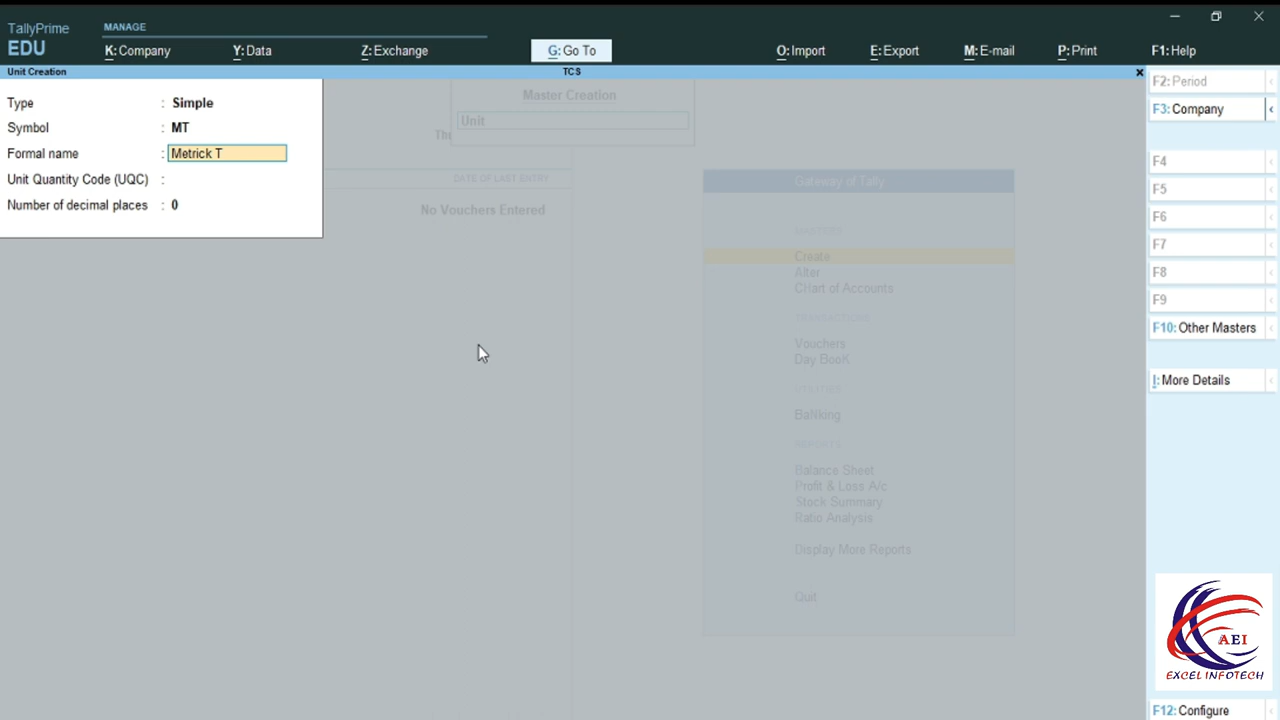 TallyPrime
EDU
MANAGE
K: Company
Y: Data
Z: Exchange
G: Go To
O: Import
E: Export
M: E-mail
P: Print
F1: Help
Unit Creation
TCS
Type : Simple
Symbol : MT
Formal name : Metrick T
Unit Quantity Code (UQC) :
Number of decimal places : 0
Master Creation
Unit
DATE OF LAST ENTRY
No Vouchers Entered
Gateway of Tally
MASTERS
Create
Alter
CHart of Accounts
TRANSACTIONS
Vouchers
Day BooK
UTILITIES
BaNking
REPORTS
Balance Sheet
Profit & Loss A/c
Stock Summary
Ratio Analysis
Display More Reports
Quit
F2: Period
F3: Company
F4
F5
F6
F7
F8
F9
F10: Other Masters
I: More Details
AEI
EXCEL INFOTECH
F12: Configure